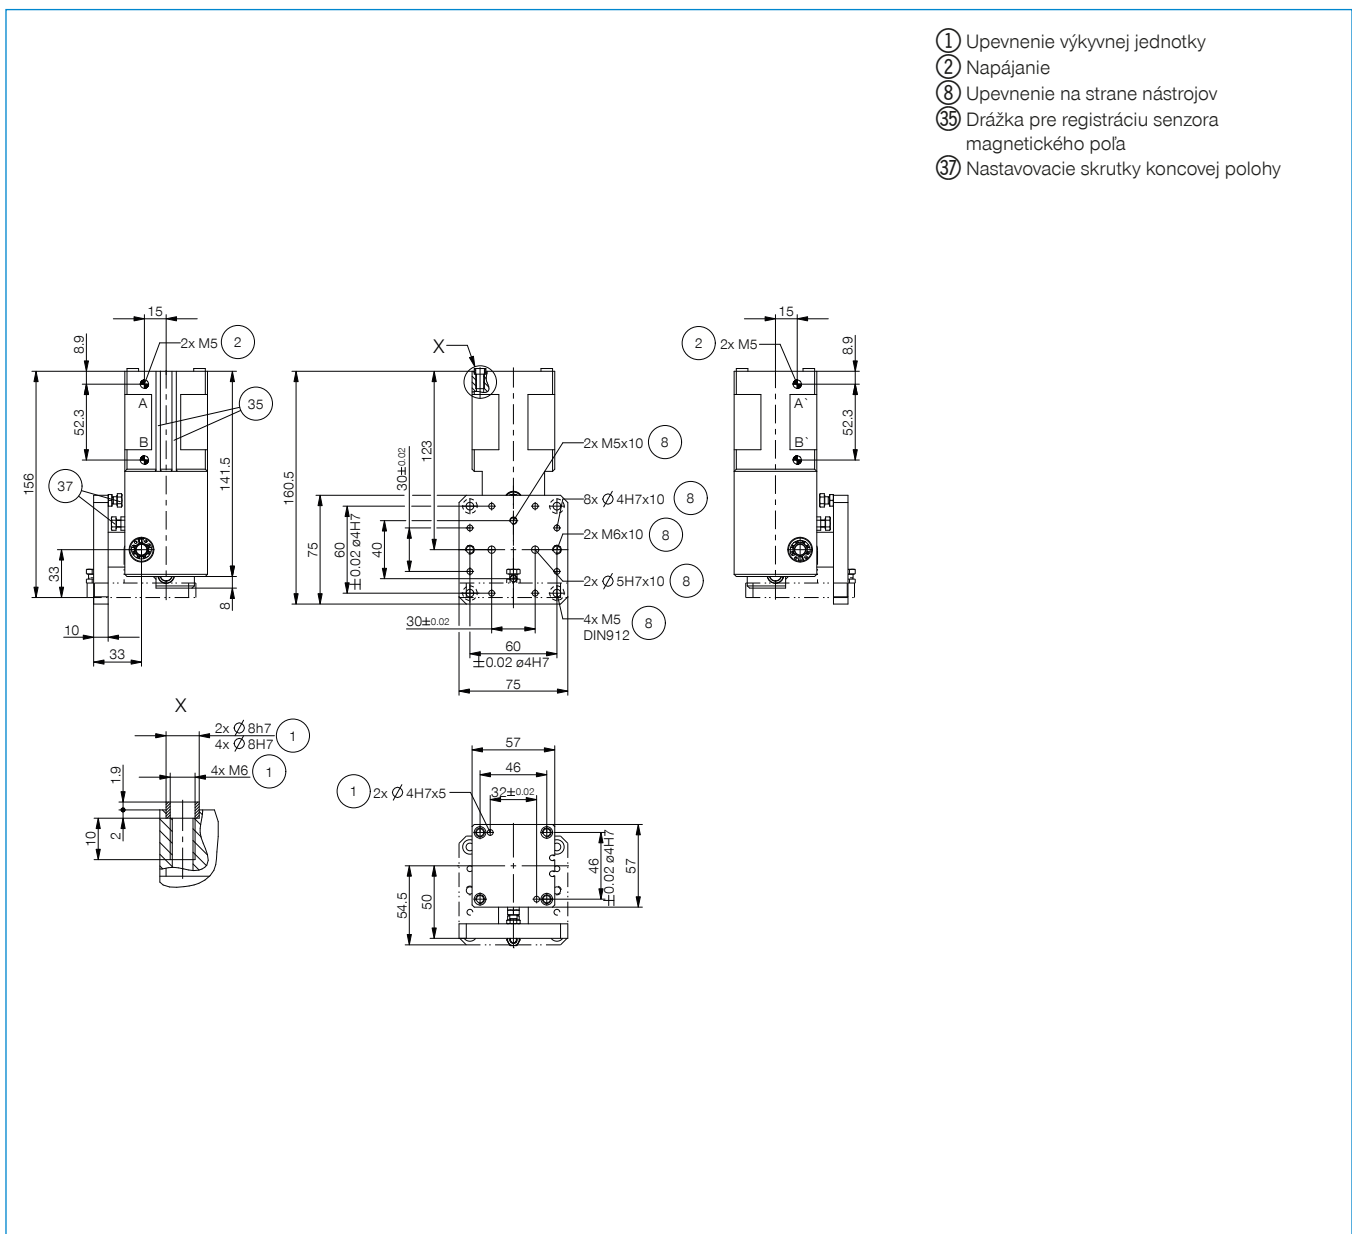 ① Upevnenie výkyvnej jednotky
② Napájanie
⑧ Upevnenie na strane nástrojov
㉟ Drážka pre registráciu senzora
magnetického poľa
㊲ Nastavovacie skrutky koncovej polohy
15
8.9
2x M5 2
A
B
52.3
35
156
141.5
37
33
8
10
33
X
160.5
123
30±0.02
75
60
±0.02 ø4H7
40
2x M5x10 8
8x Ø 4H7x10 8
2x M6x10 8
2x Ø 5H7x10 8
4x M5 8
DIN912
30±0.02
60
±0.02 ø4H7
75
15
2 2x M5
8.9
A`
B`
52.3
X
2x Ø 8h7 1
4x Ø 8H7
4x M6 1
1.9
2
10
57
46
32±0.02
1 2x Ø 4H7x5
46
±0.02 ø4H7
57
54.5
50